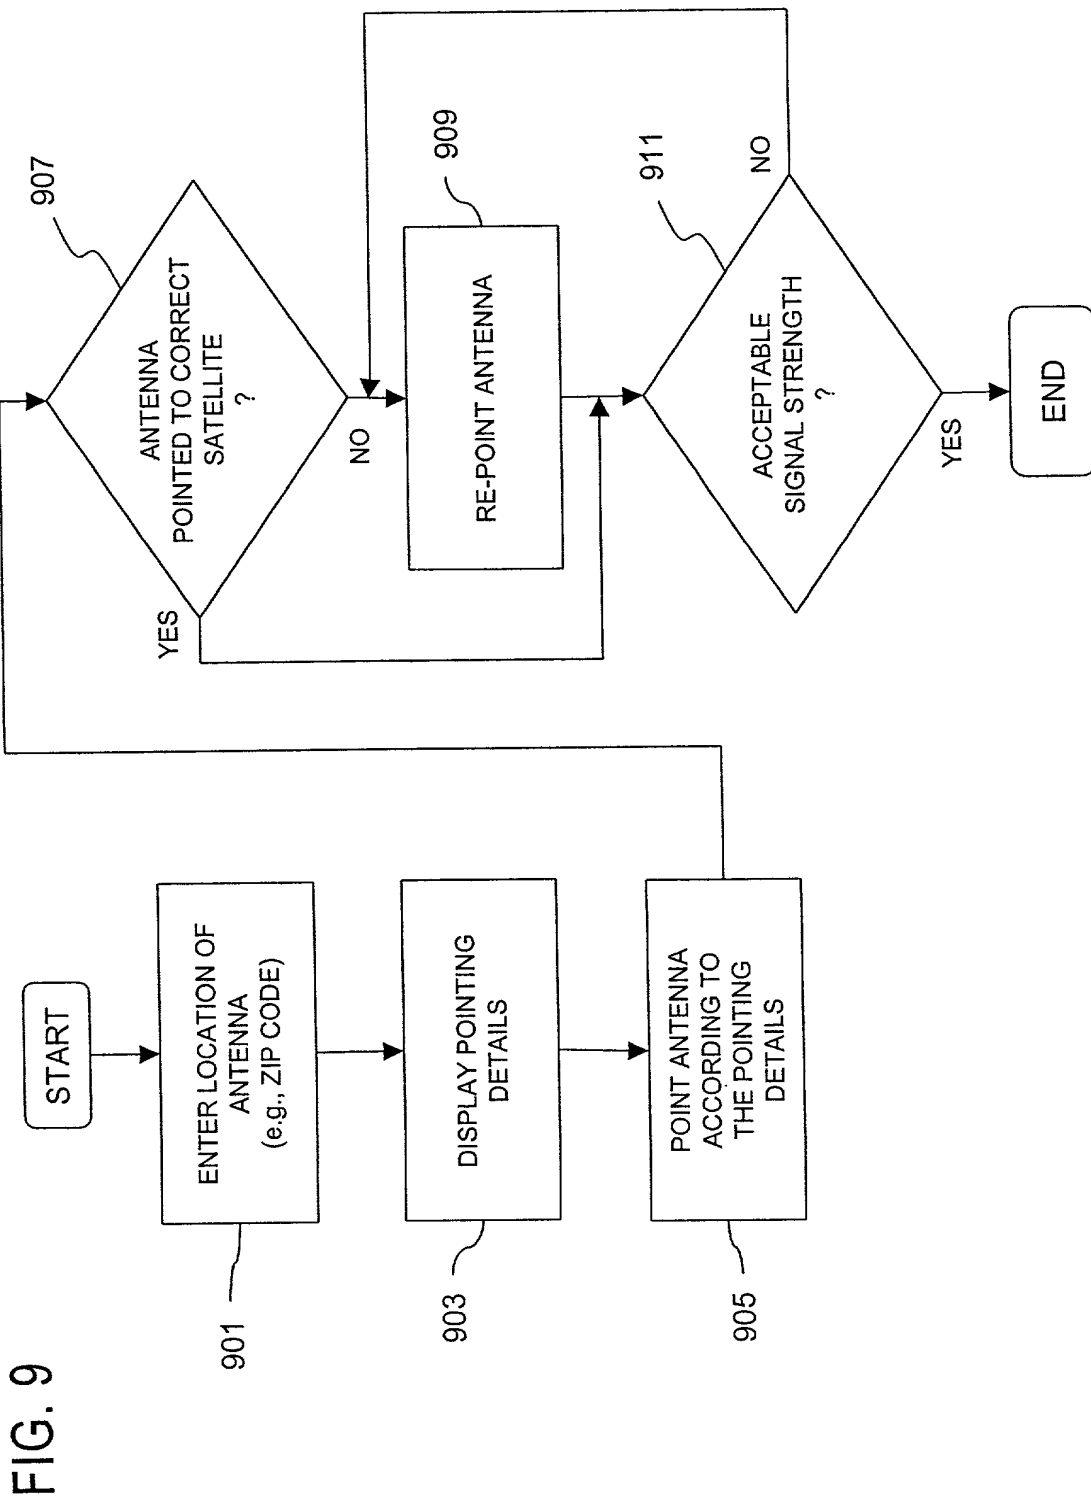 FIG. 9
START
ENTER LOCATION OF
ANTENNA
(e.g., ZIP CODE)
901
DISPLAY POINTING
DETAILS
903
POINT ANTENNA
ACCORDING TO
THE POINTING
DETAILS
905
ANTENNA
POINTED TO CORRECT
SATELLITE
?
907
YES
NO
RE-POINT ANTENNA
909
ACCEPTABLE
SIGNAL STRENGTH
?
911
NO
YES
END